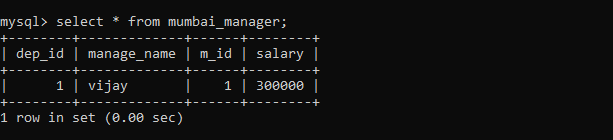 mysql> select * from mumbai_manager;
+--------+-------------+------+--------+
| dep_id | manage_name | m_id | salary |
+--------+-------------+------+--------+
|      1 | vijay       |    1 | 300000 |
+--------+-------------+------+--------+
1 row in set (0.00 sec)